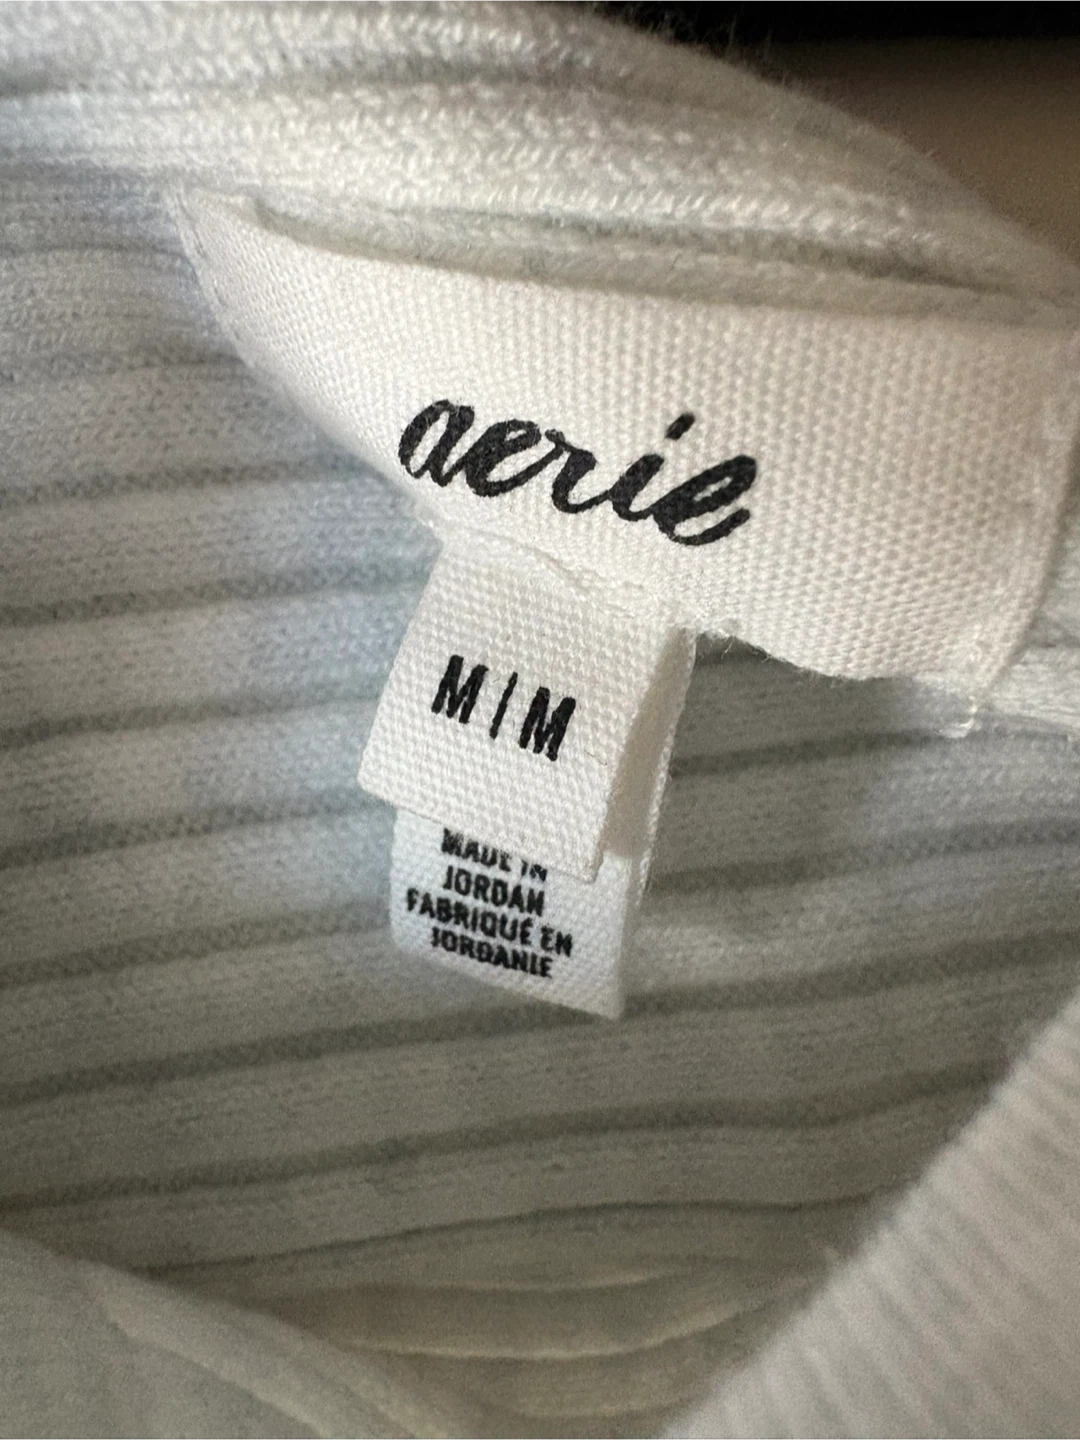 aerie
M|M
MADE IN
JORDAN
FABRIQUÉ EN
JORDANIE